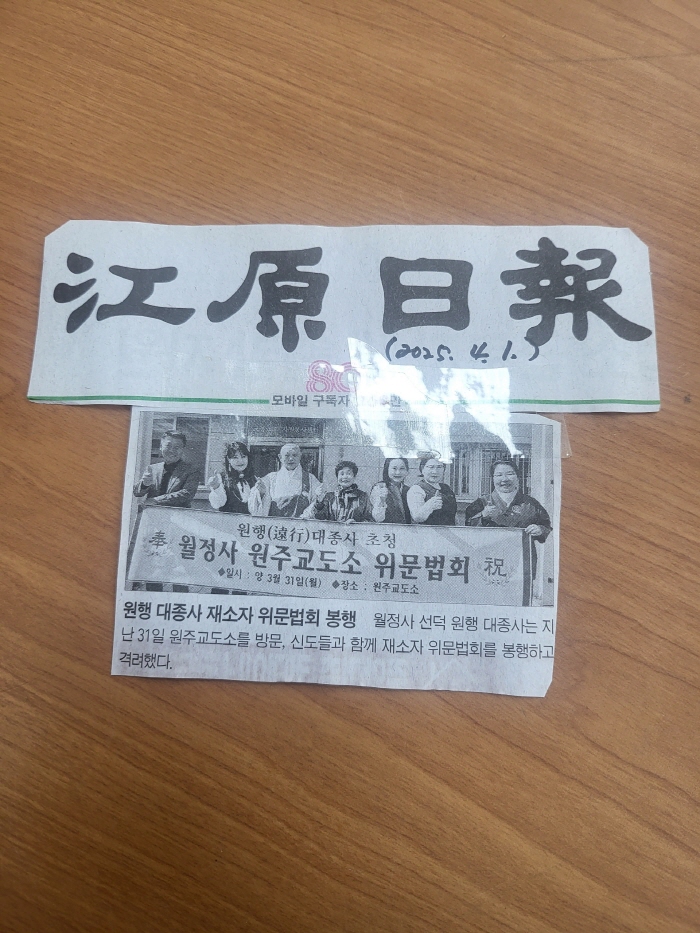 江原日報
(2025. 4. 1.)
모바일 구독자
원행(遠行)대종사 초청
奉 월정사 원주교도소 위문법회 祝
◆일시 : 양 3월 31일(월) ◆장소 : 원주교도소
원행 대종사 재소자 위문법회 봉행 월정사 선덕 원행 대종사는 지
난 31일 원주교도소를 방문, 신도들과 함께 재소자 위문법회를 봉행하고
격려했다.